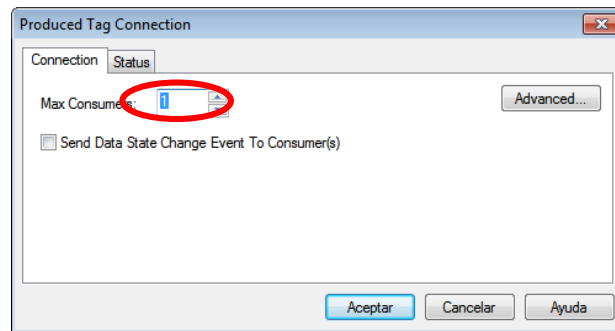 Produced Tag Connection
Connection Status
Max Consumers: 1 Advanced...
Send Data State Change Event To Consumer(s)
Aceptar Cancelar Ayuda